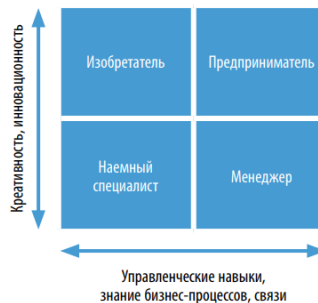 Креативность, инновационность
Изобретатель
Предприниматель
Наемный
специалист
Менеджер
Управленческие навыки,
знание бизнес-процессов, связи